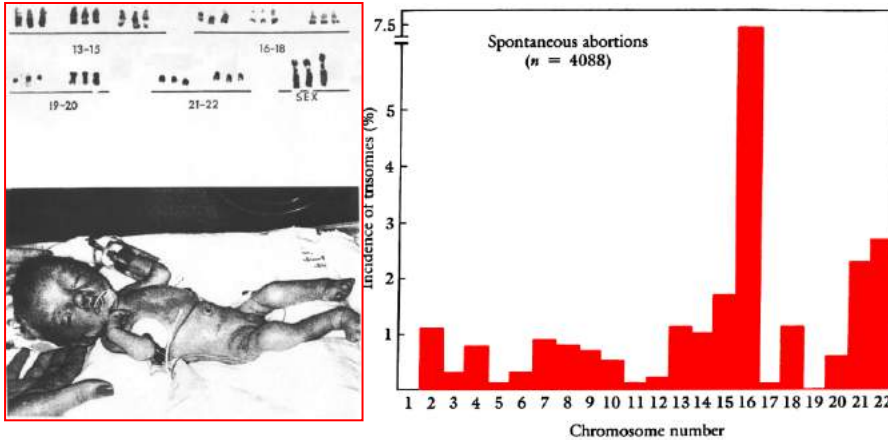 13-15
16-18
19-20
21-22
SEX
Spontaneous abortions
(n = 4088)
Incidence of trisomies (%)
7.5
5
4
3
2
1
1 2 3 4 5 6 7 8 9 10 11 12 13 14 15 16 17 18 19 20 21 22
Chromosome number